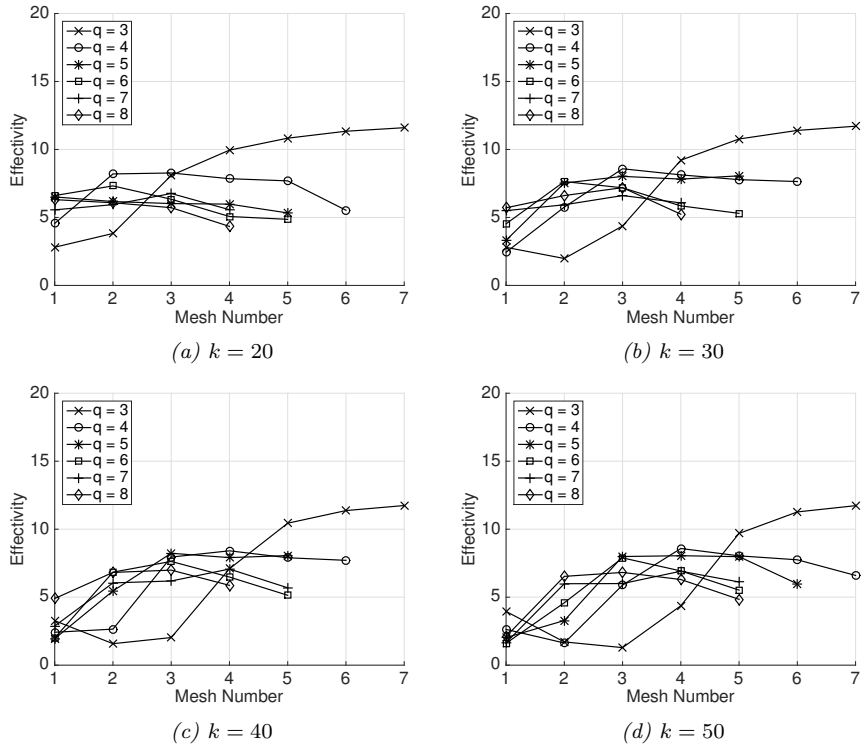 20
15
10
5
0
Effectivity
q = 3
q = 4
q = 5
q = 6
q = 7
q = 8
1 2 3 4 5 6 7
Mesh Number
(a) k = 20
20
15
10
5
0
Effectivity
q = 3
q = 4
q = 5
q = 6
q = 7
q = 8
1 2 3 4 5 6 7
Mesh Number
(b) k = 30
20
15
10
5
0
Effectivity
q = 3
q = 4
q = 5
q = 6
q = 7
q = 8
1 2 3 4 5 6 7
Mesh Number
(c) k = 40
20
15
10
5
0
Effectivity
q = 3
q = 4
q = 5
q = 6
q = 7
q = 8
1 2 3 4 5 6 7
Mesh Number
(d) k = 50